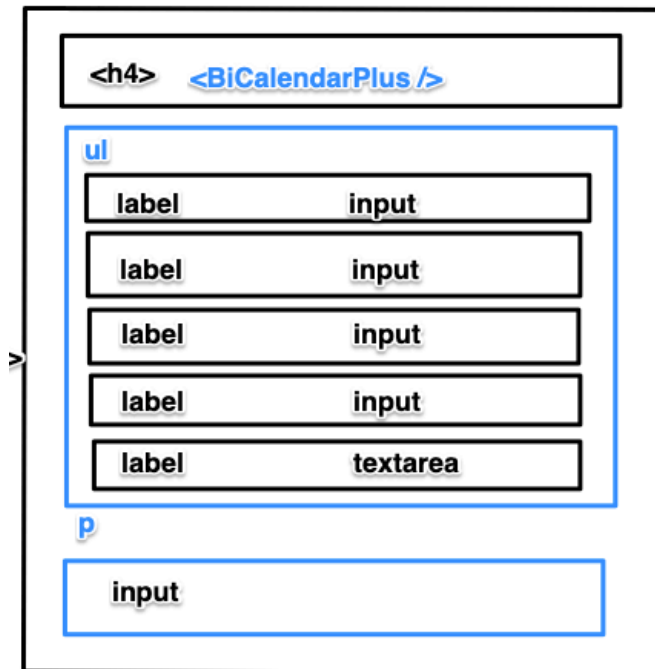 <h4> <BiCalendarPlus />
ul
label input
label input
label input
label input
label textarea
>
p
input